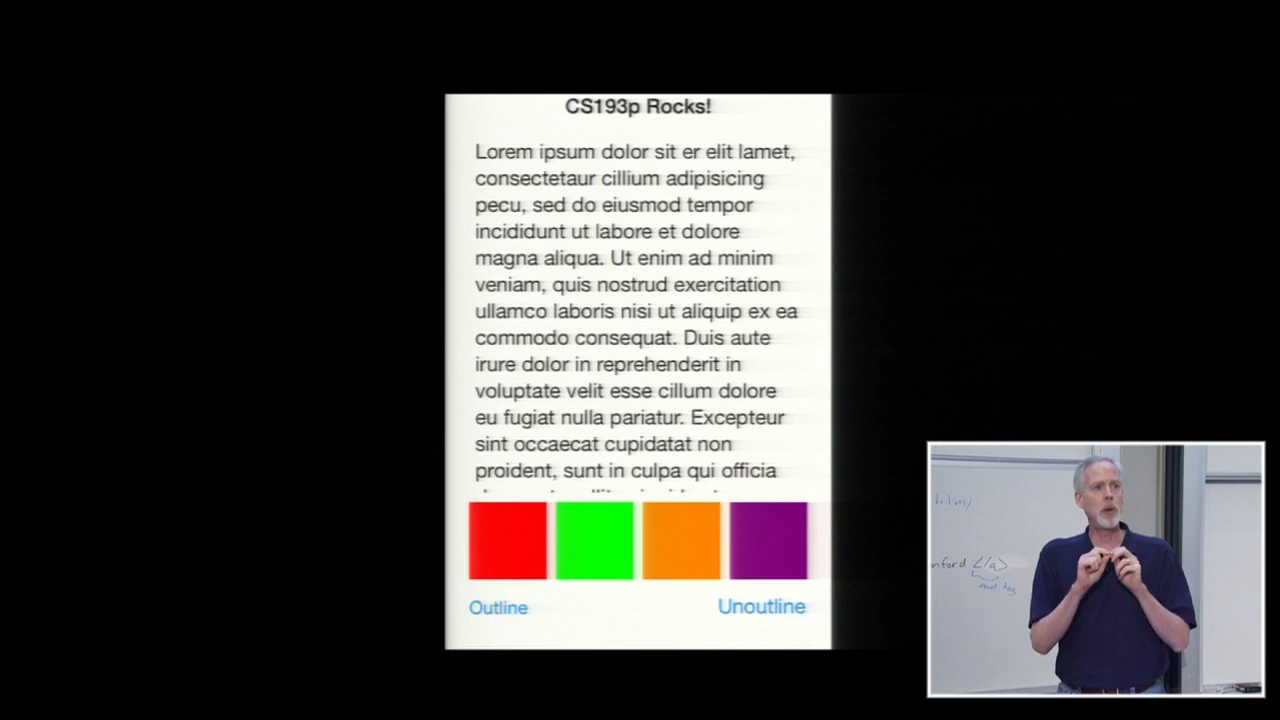 CS193p Rocks!
Lorem ipsum dolor sit er elit lamet,
consectetaur cillium adipisicing
pecu, sed do eiusmod tempor
incididunt ut labore et dolore
magna aliqua. Ut enim ad minim
veniam, quis nostrud exercitation
ullamco laboris nisi ut aliquip ex ea
commodo consequat. Duis aute
irure dolor in reprehenderit in
voluptate velit esse cillum dolore
eu fugiat nulla pariatur. Excepteur
sint occaecat cupidatat non
proident, sunt in culpa qui officia
Outline
Unoutline
nford </a>
end tag